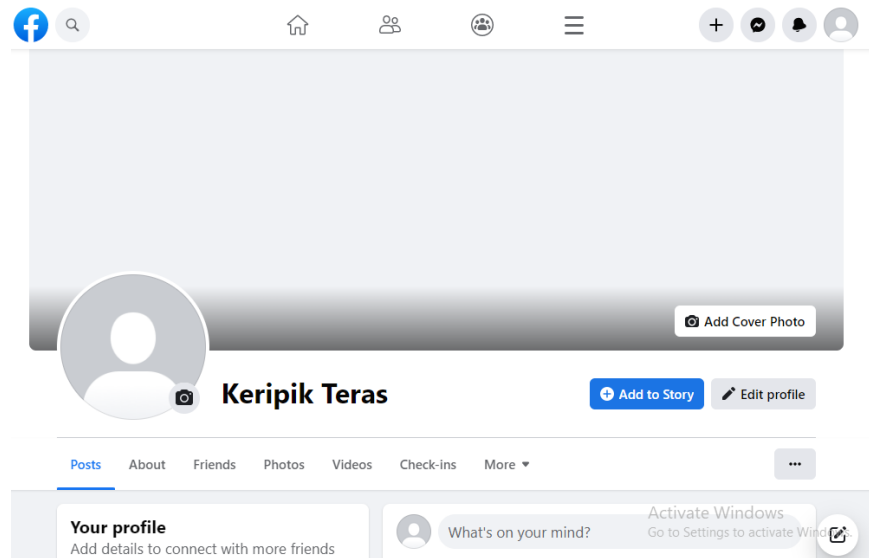 Add Cover Photo
Keripik Teras
Add to Story
Edit profile
Posts About Friends Photos Videos Check-ins More
Your profile
Add details to connect with more friends
What's on your mind?
Activate Windows
Go to Settings to activate Windows.